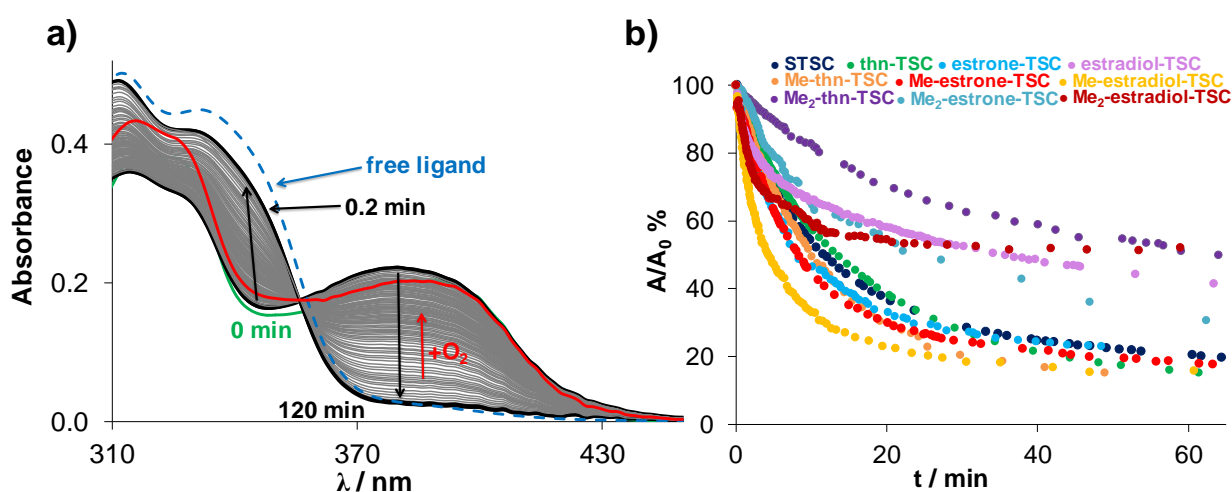 a)
Absorbance
0.4
0.2
0.0
free ligand
0.2 min
0 min
+O₂
120 min
310 370 430
λ / nm
b)
STSC thn-TSC estrone-TSC estradiol-TSC
Me-thn-TSC Me-estrone-TSC Me-estradiol-TSC
Me₂-thn-TSC Me₂-estrone-TSC Me₂-estradiol-TSC
A/A₀ %
100
80
60
40
20
0
0 20 40 60
t / min